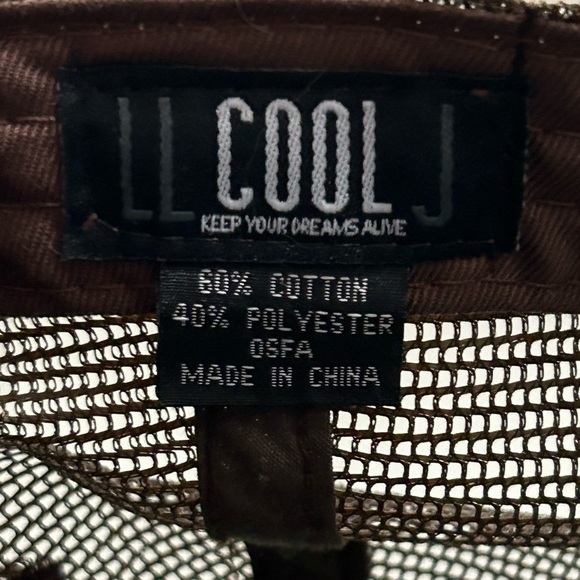 LL COOL J
KEEP YOUR DREAMS ALIVE
60% COTTON
40% POLYESTER
OSFA
MADE IN CHINA